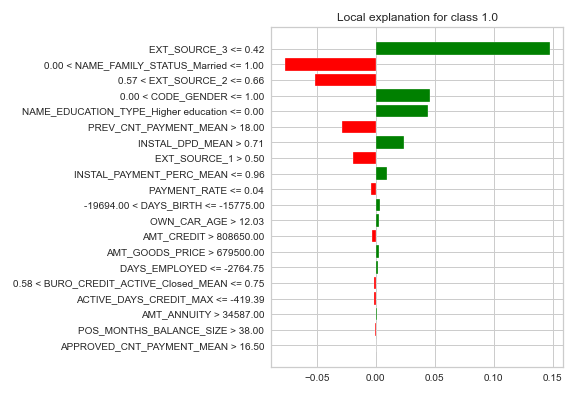 Local explanation for class 1.0
EXT_SOURCE_3 <= 0.42
0.00 < NAME_FAMILY_STATUS_Married <= 1.00
0.57 < EXT_SOURCE_2 <= 0.66
0.00 < CODE_GENDER <= 1.00
NAME_EDUCATION_TYPE_Higher education <= 0.00
PREV_CNT_PAYMENT_MEAN > 18.00
INSTAL_DPD_MEAN > 0.71
EXT_SOURCE_1 > 0.50
INSTAL_PAYMENT_PERC_MEAN <= 0.96
PAYMENT_RATE <= 0.04
-19694.00 < DAYS_BIRTH <= -15775.00
OWN_CAR_AGE > 12.03
AMT_CREDIT > 808650.00
AMT_GOODS_PRICE > 679500.00
DAYS_EMPLOYED <= -2764.75
0.58 < BURO_CREDIT_ACTIVE_Closed_MEAN <= 0.75
ACTIVE_DAYS_CREDIT_MAX <= -419.39
AMT_ANNUITY > 34587.00
POS_MONTHS_BALANCE_SIZE > 38.00
APPROVED_CNT_PAYMENT_MEAN > 16.50
−0.05 0.00 0.05 0.10 0.15